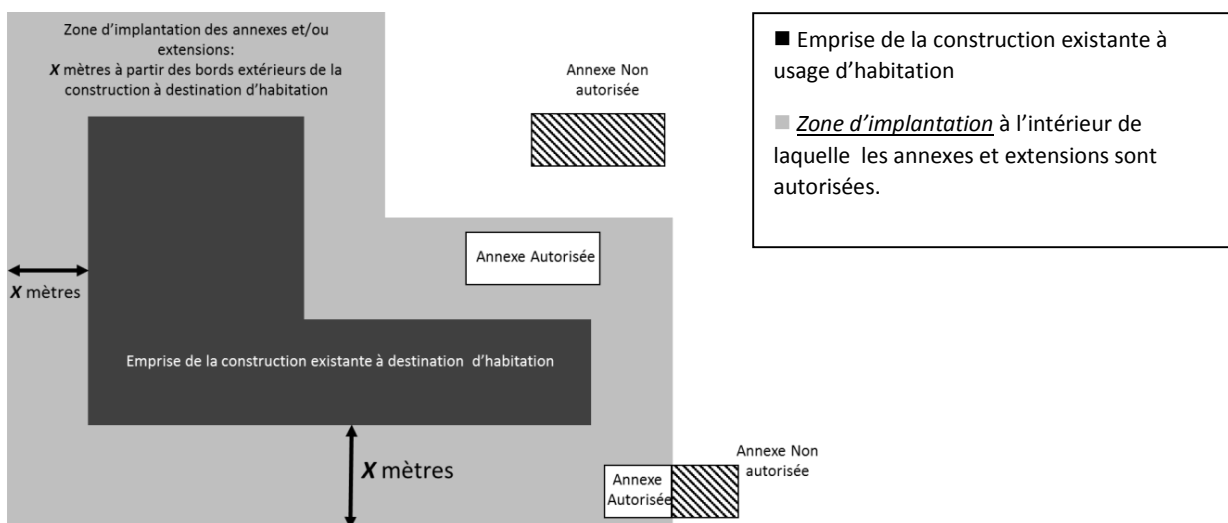 Zone d’implantation des annexes et/ou
extensions:
X mètres à partir des bords extérieurs de la
construction à destination d’habitation
Annexe Non
autorisée
Annexe Autorisée
X mètres
Emprise de la construction existante à destination d’habitation
X mètres
Annexe
Autorisée
Annexe Non
autorisée
Emprise de la construction existante à
usage d’habitation
Zone d’implantation à l’intérieur de
laquelle les annexes et extensions sont
autorisées.